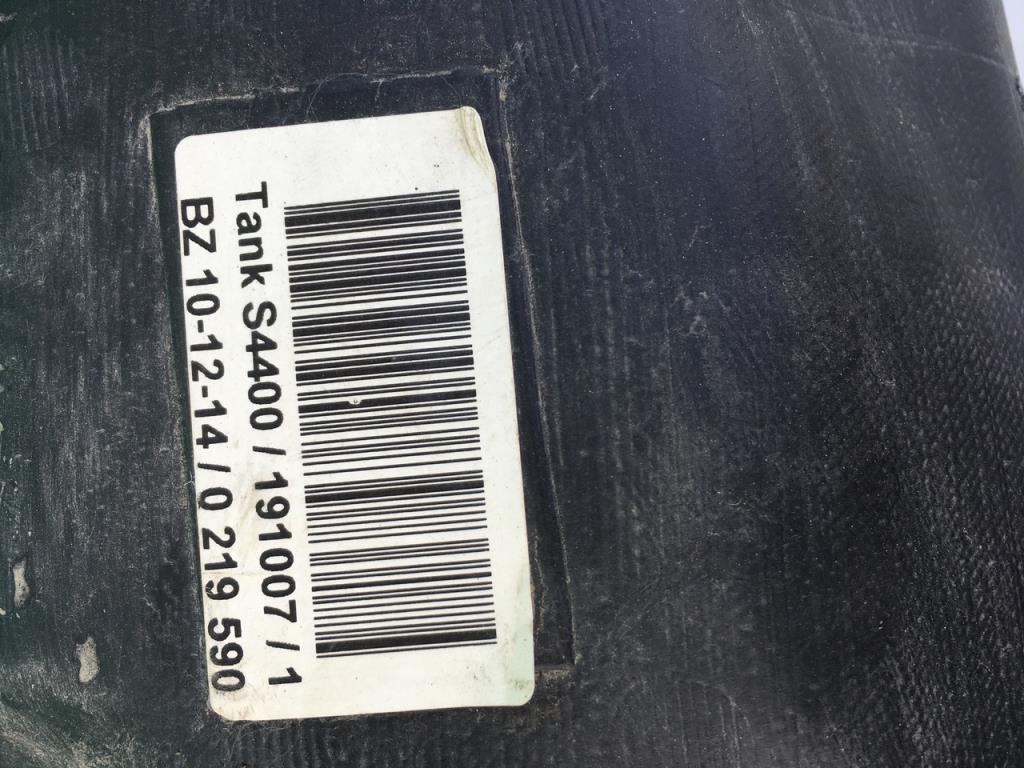 Tank S4400 / 191007 / 1
BZ 10-12-14 / 0 219 590